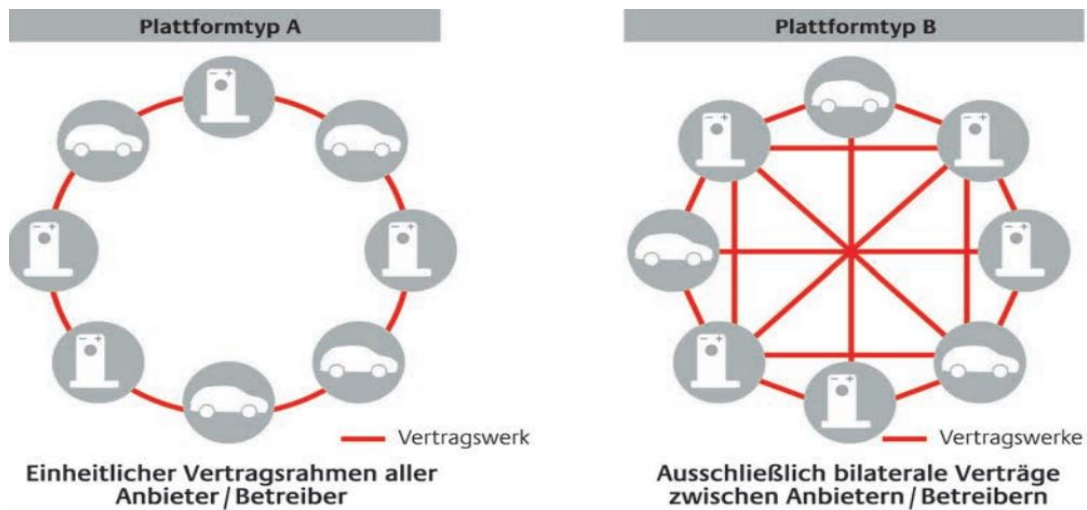 Plattformtyp A
Plattformtyp B
Vertragswerk
Vertragswerke
Einheitlicher Vertragsrahmen aller
Anbieter/Betreiber
Ausschließlich bilaterale Verträge
zwischen Anbietern/Betreibern